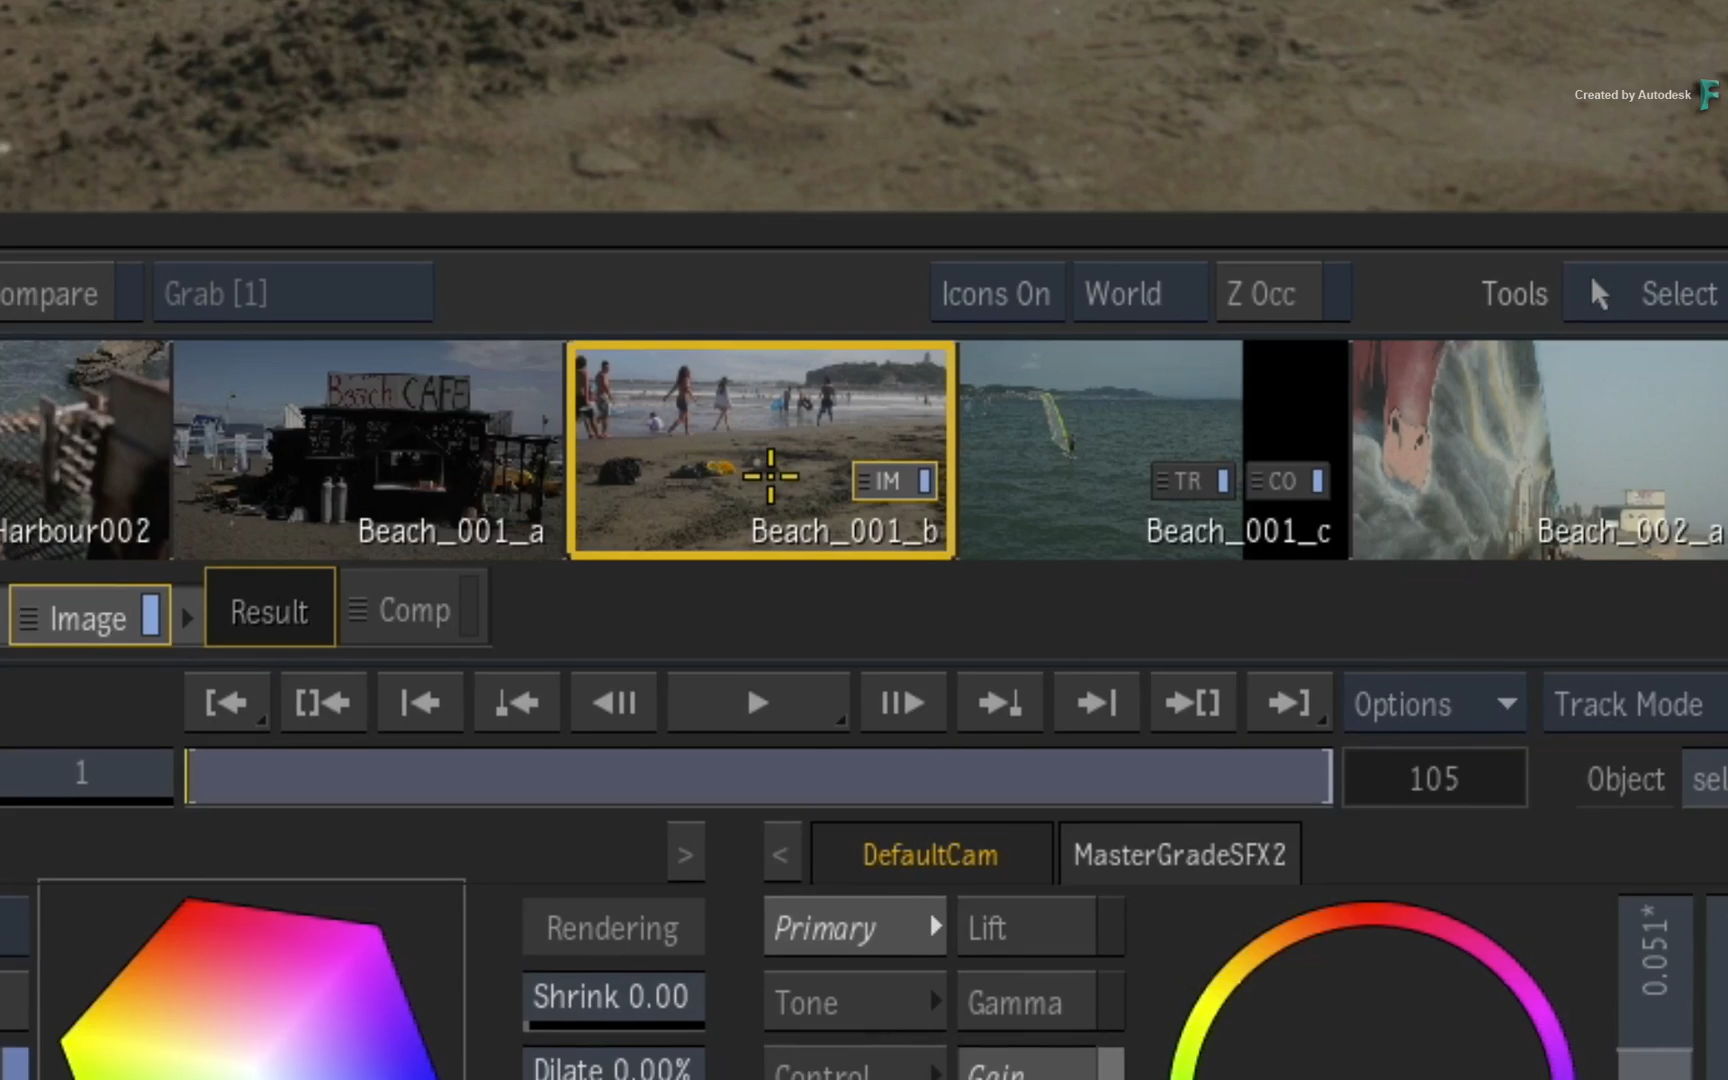 Created by Autodesk
ompare
Grab [1]
Icons On
World
Z Occ
Tools
Select
Beach CAFE
IM
TR
CO
Harbour002
Beach_001_a
Beach_001_b
Beach_001_c
Beach_002_a
Image
Result
Comp
Options
Track Mode
1
105
Object
sel
>
<
DefaultCam
MasterGradeSFX2
Rendering
Primary
Lift
0.051*
Shrink 0.00
Tone
Gamma
Dilate 0.00%
Control
Gain